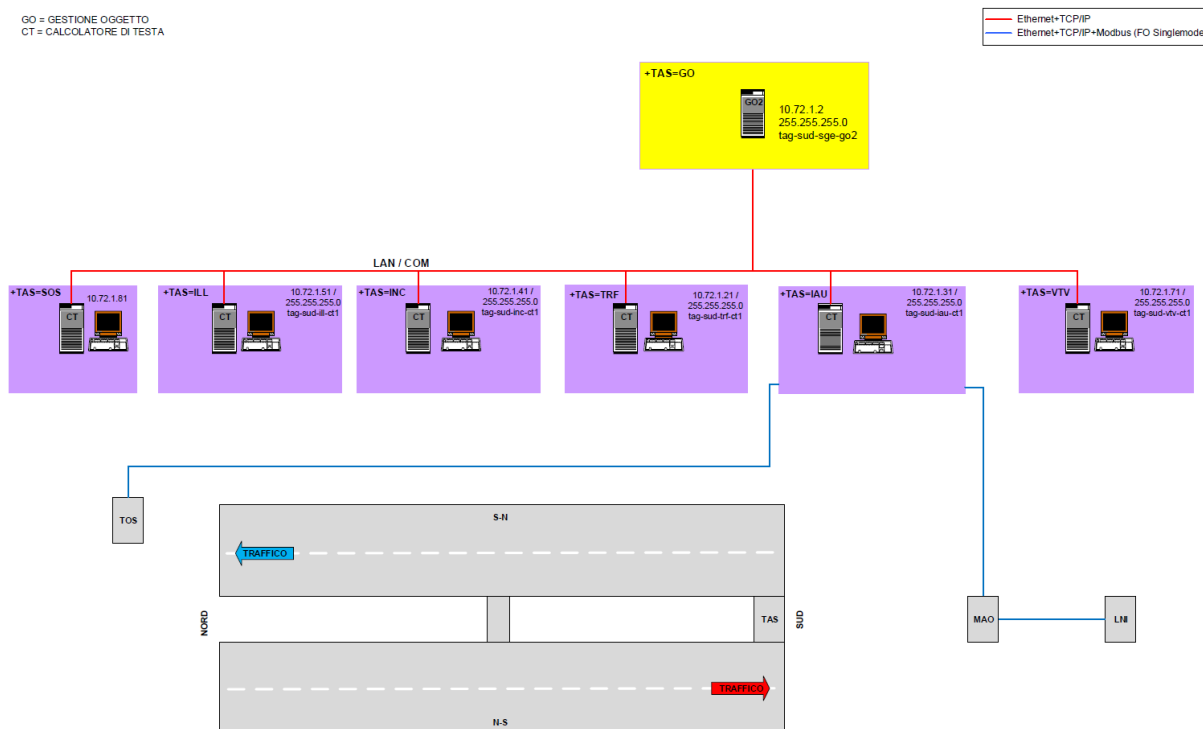 GO = GESTIONE OGGETTO
CT = CALCOLATORE DI TESTA
Ethernet+TCP/IP
Ethernet+TCP/IP+Modbus (FO Singlemode
+TAS=GO
GO2
10.72.1.2
255.255.255.0
tag-sud-sge-go2
LAN / COM
+TAS=SOS
10.72.1.81
CT
+TAS=ILL
10.72.1.51 /
255.255.255.0
tag-sud-ill-ct1
CT
+TAS=INC
10.72.1.41 /
255.255.255.0
tag-sud-inc-ct1
CT
+TAS=TRF
10.72.1.21 /
255.255.255.0
tag-sud-trf-ct1
CT
+TAS=IAU
10.72.1.31 /
255.255.255.0
tag-sud-iau-ct1
CT
+TAS=VTV
10.72.1.71 /
255.255.255.0
tag-sud-vtv-ct1
CT
TOS
S-N
TRAFFICO
NORD
TAS
SUD
MAO
LNI
TRAFFICO
N-S